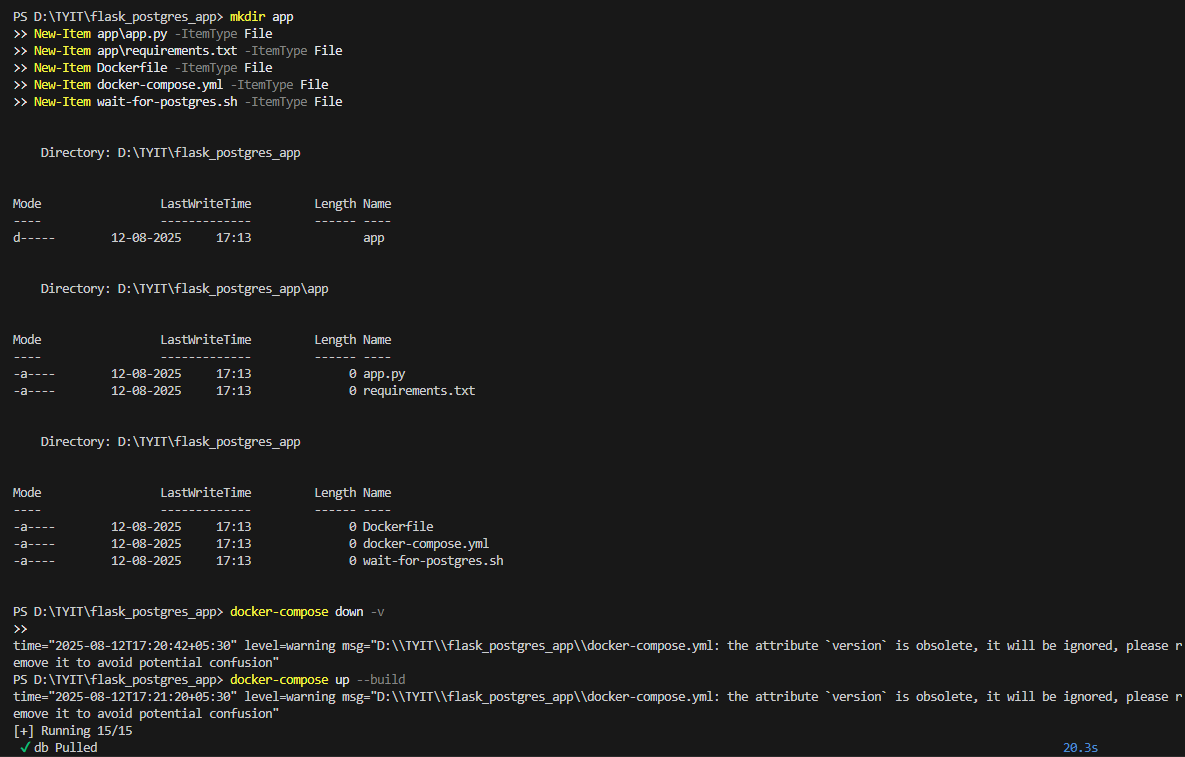 PS D:\TYIT\flask_postgres_app> mkdir app
>> New-Item app\app.py -ItemType File
>> New-Item app\requirements.txt -ItemType File
>> New-Item Dockerfile -ItemType File
>> New-Item docker-compose.yml -ItemType File
>> New-Item wait-for-postgres.sh -ItemType File
Directory: D:\TYIT\flask_postgres_app
Mode LastWriteTime Length Name
---- ------------- ------ ----
d----- 12-08-2025 17:13 app
Directory: D:\TYIT\flask_postgres_app\app
Mode LastWriteTime Length Name
---- ------------- ------ ----
-a---- 12-08-2025 17:13 0 app.py
-a---- 12-08-2025 17:13 0 requirements.txt
Directory: D:\TYIT\flask_postgres_app
Mode LastWriteTime Length Name
---- ------------- ------ ----
-a---- 12-08-2025 17:13 0 Dockerfile
-a---- 12-08-2025 17:13 0 docker-compose.yml
-a---- 12-08-2025 17:13 0 wait-for-postgres.sh
PS D:\TYIT\flask_postgres_app> docker-compose down -v
>>
time="2025-08-12T17:20:42+05:30" level=warning msg="D:\\TYIT\\flask_postgres_app\\docker-compose.yml: the attribute `version` is obsolete, it will be ignored, please r
emove it to avoid potential confusion"
PS D:\TYIT\flask_postgres_app> docker-compose up --build
time="2025-08-12T17:21:20+05:30" level=warning msg="D:\\TYIT\\flask_postgres_app\\docker-compose.yml: the attribute `version` is obsolete, it will be ignored, please r
emove it to avoid potential confusion"
[+] Running 15/15
✓ db Pulled 20.3s